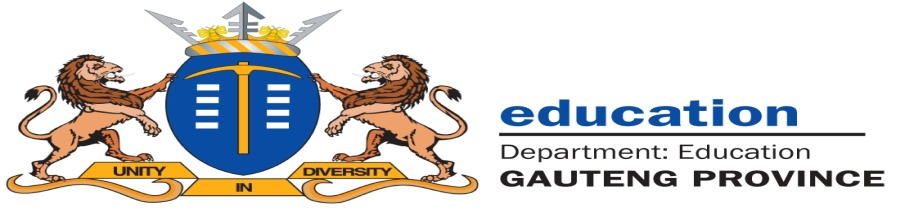 UNITY
IN
DIVERSITY
education
Department: Education
GAUTENG PROVINCE